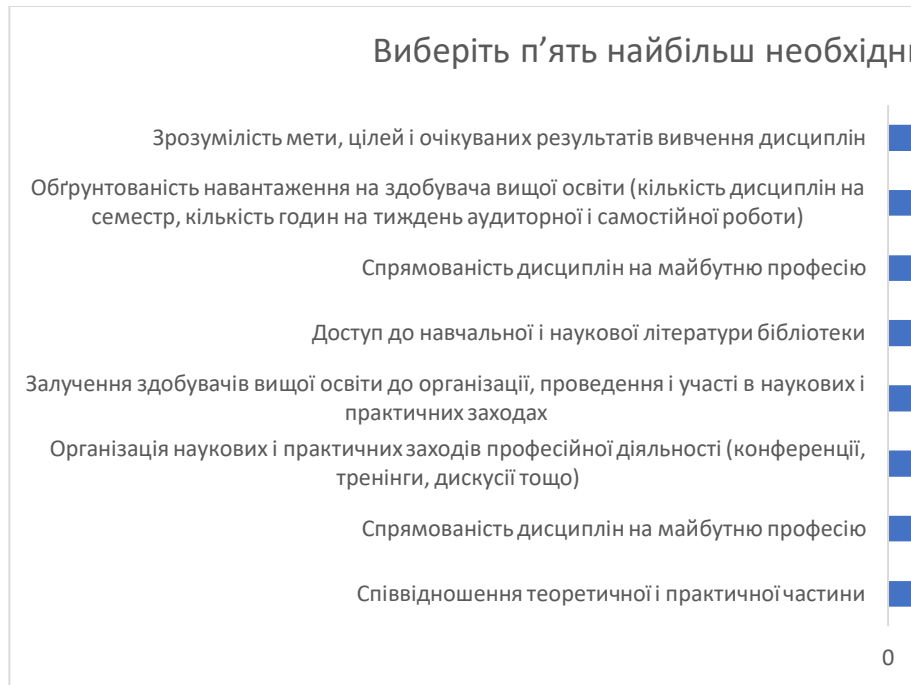 Виберіть п’ять найбільш необхідн
Зрозумілість мети, цілей і очікуваних результатів вивчення дисциплін
Обґрунтованість навантаження на здобувача вищої освіти (кількість дисциплін на
семестр, кількість годин на тиждень аудиторної і самостійної роботи)
Спрямованість дисциплін на майбутню професію
Доступ до навчальної і наукової літератури бібліотеки
Залучення здобувачів вищої освіти до організації, проведення і участі в наукових і
практичних заходах
Організація наукових і практичних заходів професійної діяльності (конференції,
тренінги, дискусії тощо)
Спрямованість дисциплін на майбутню професію
Співвідношення теоретичної і практичної частини
0